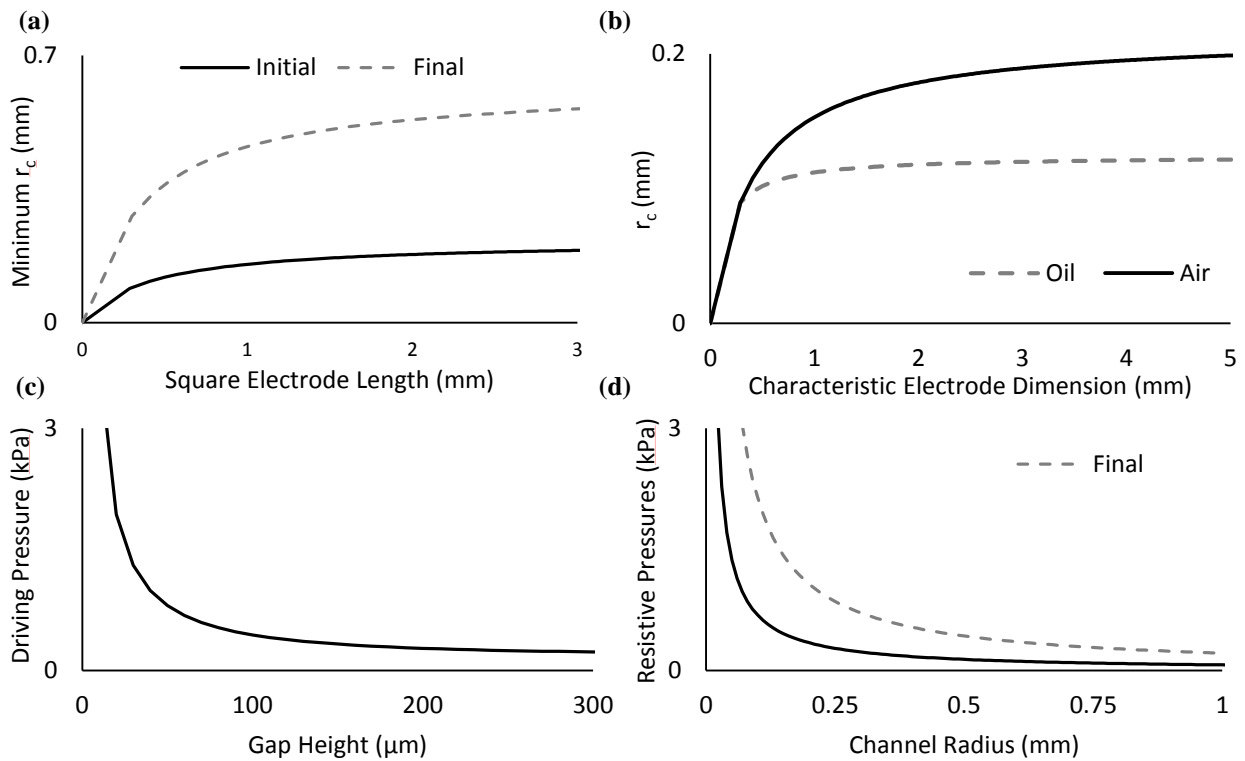 (a)
0.7
Initial
Final
Minimum r_c (mm)
0
0 1 2 3
Square Electrode Length (mm)
(b)
0.2
r_c (mm)
Oil
Air
0
0 1 2 3 4 5
Characteristic Electrode Dimension (mm)
(c)
3
Driving Pressure (kPa)
0
0 100 200 300
Gap Height (μm)
(d)
3
Resistive Pressures (kPa)
Final
0
0 0.25 0.5 0.75 1
Channel Radius (mm)